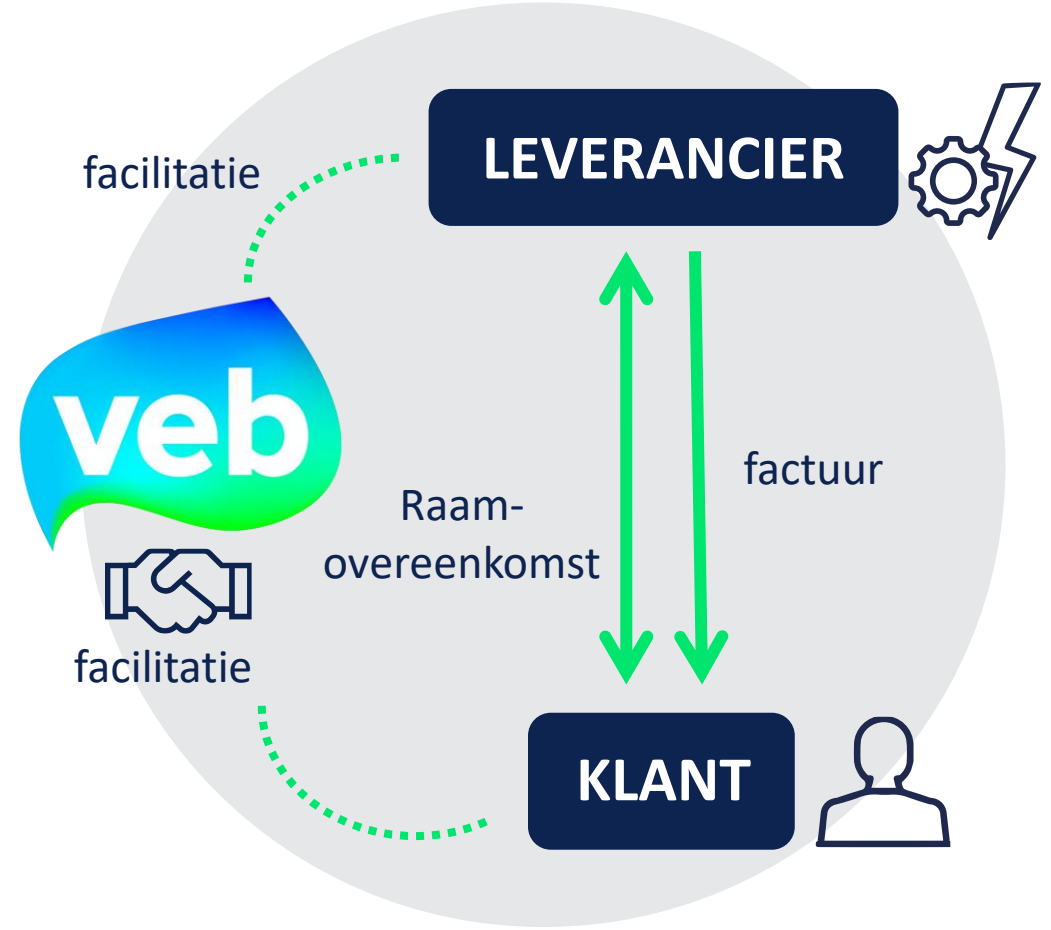 LEVERANCIER
facilitatie
veb
factuur
Raam-
overeenkomst
facilitatie
KLANT